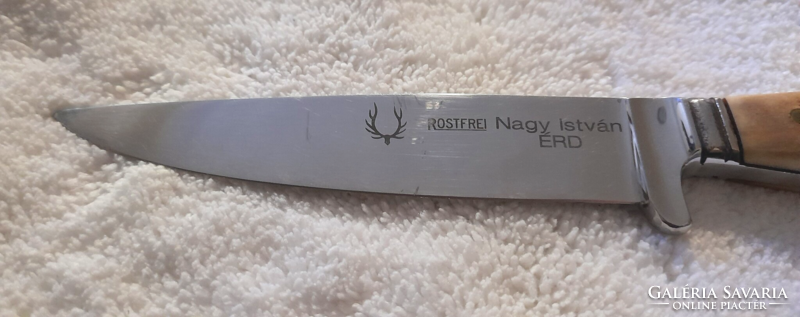 ROSTFREI Nagy István
ÉRD
GALÉRIA SAVARIA
ONLINE PIACTÉR